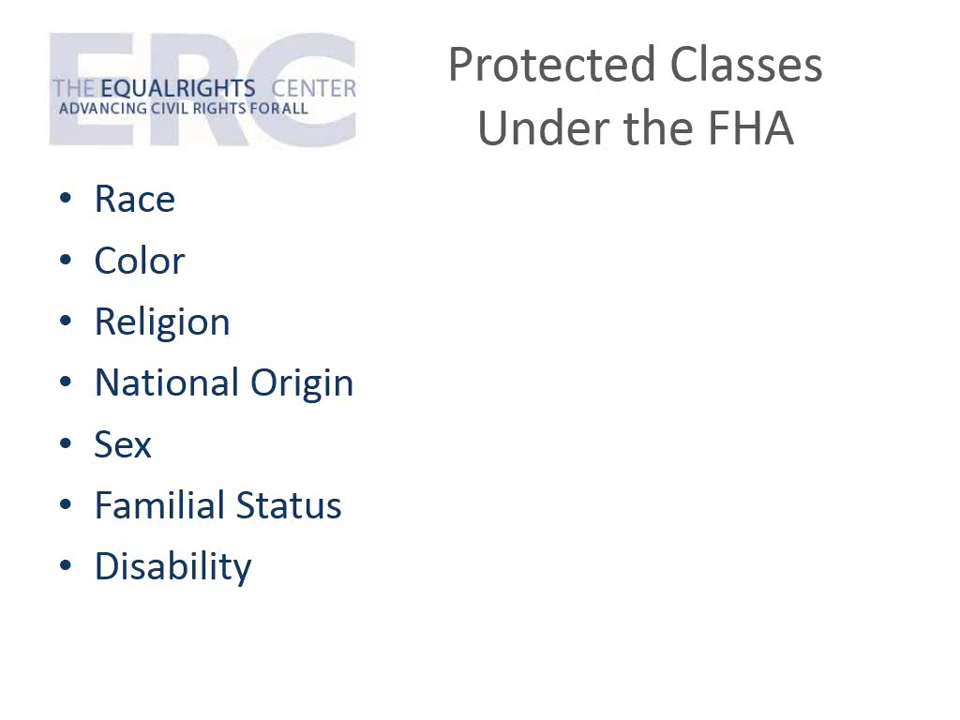 ERC
THE EQUALRIGHTS CENTER
ADVANCING CIVIL RIGHTS FOR ALL
Protected Classes
Under the FHA
• Race
• Color
• Religion
• National Origin
• Sex
• Familial Status
• Disability